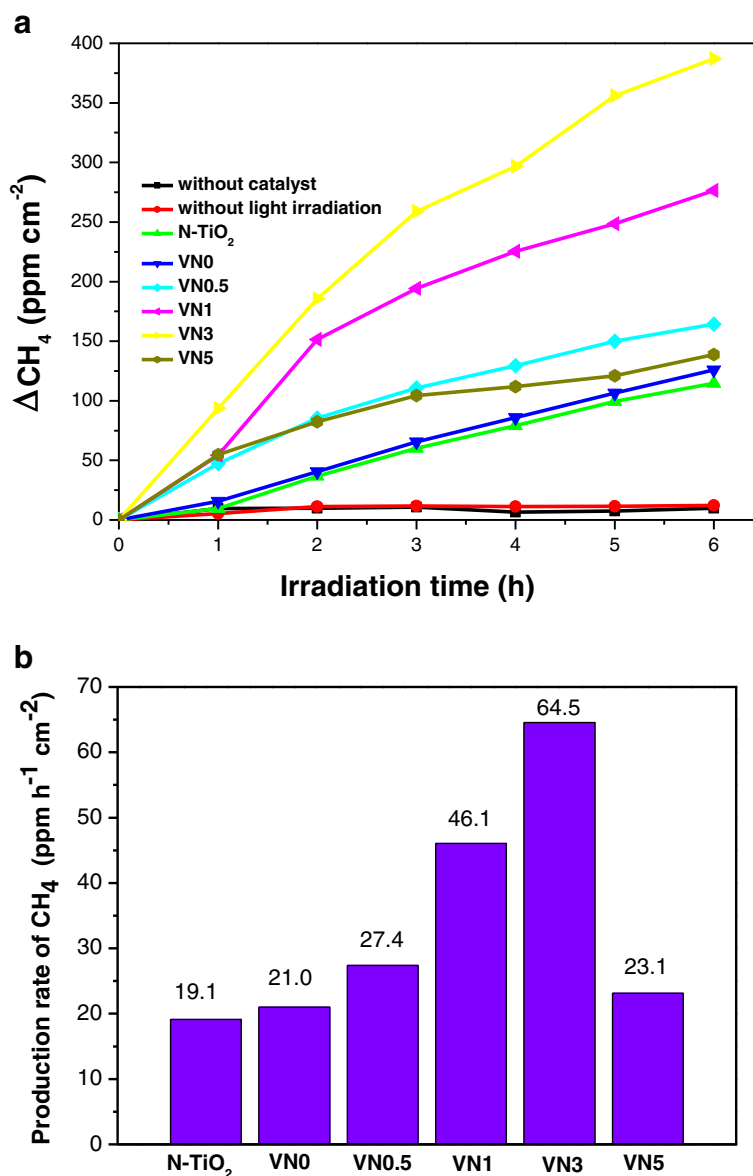 a
400
350
300
250
200
150
100
50
0
ΔCH₄ (ppm cm⁻²)
without catalyst
without light irradiation
N-TiO₂
VN0
VN0.5
VN1
VN3
VN5
0 1 2 3 4 5 6
Irradiation time (h)
b
70
60
50
40
30
20
10
0
Production rate of CH₄ (ppm h⁻¹ cm⁻²)
19.1
21.0
27.4
46.1
64.5
23.1
N-TiO₂ VN0 VN0.5 VN1 VN3 VN5